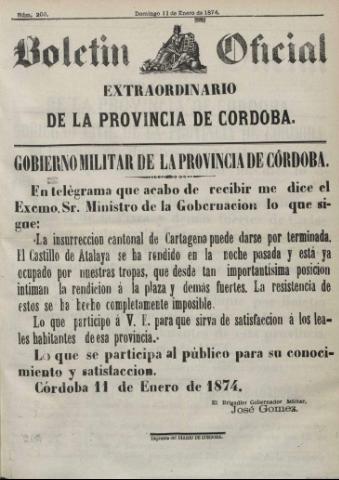 Núm. 200.
Domingo 11 de Enero de 1874.
Boletin Oficial
EXTRAORDINARIO
DE LA PROVINCIA DE CORDOBA.
GOBIERNO MILITAR DE LA PROVINCIA DE CÓRDOBA.
En telégrama que acabo de recibir me dice el
Excmo. Sr. Ministro de la Gobernacion lo que si-
gue:
«La insurreccion cantonal de Cartagena puede darse por terminada.
El Castillo de Atalaya se ha rendido en la noche pasada y está ya
ocupado por nuestras tropas, que desde tan importantísima posicion
intiman la rendicion á la plaza y demás fuertes. La resistencia de
estos se ha hecho completamente imposible.
Lo que participo á V. E. para que sirva de satisfaccion á los lea-
les habitantes de esa provincia.»
Lo que se participa al público para su conoci-
miento y satisfaccion.
Córdoba 11 de Enero de 1874.
El Brigadier Gobernador Militar,
José Gomez.
Imprenta del DIARIO DE CORDOBA.